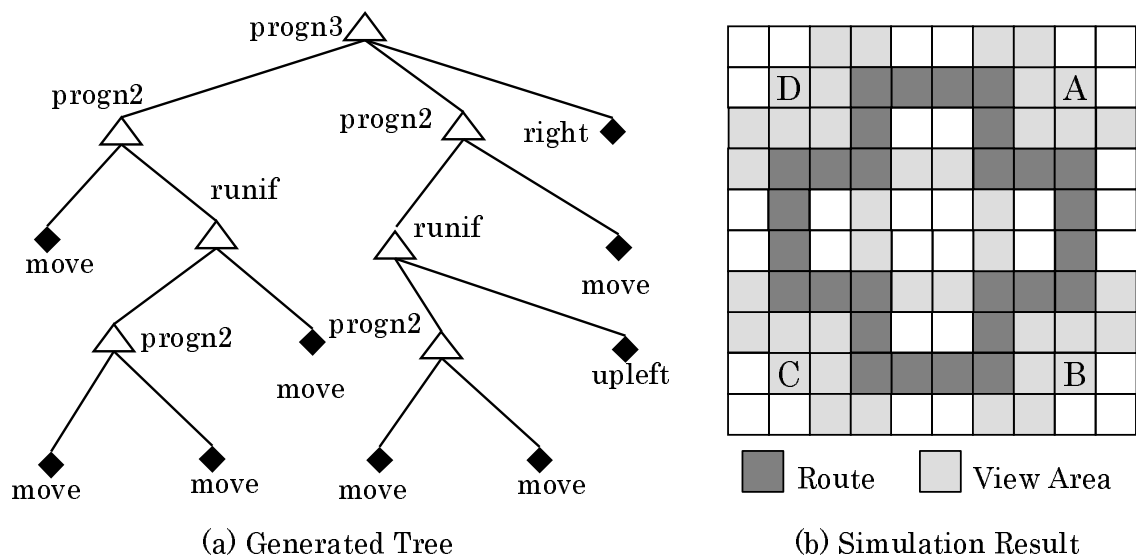 progn3
progn2
progn2
right
runif
runif
move
move
progn2
progn2
move
upleft
move
move
move
move
(a) Generated Tree
D
A
C
B
Route
View Area
(b) Simulation Result